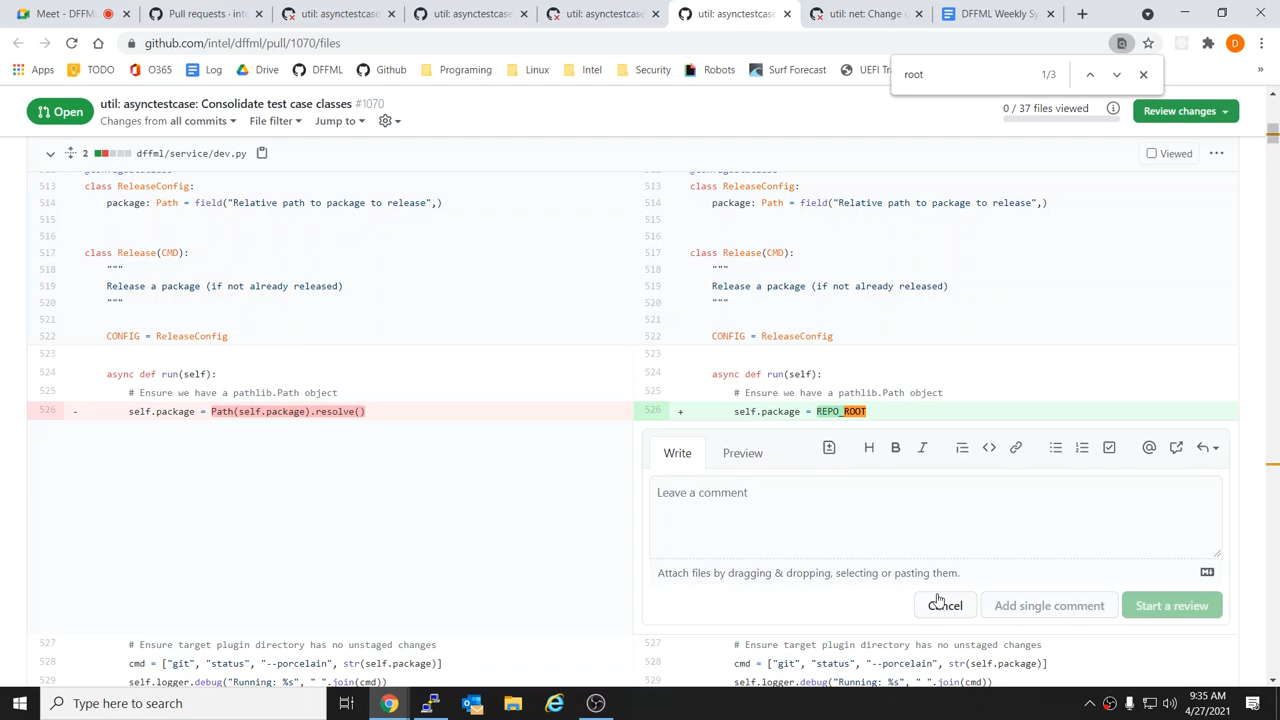 Meet – D
Pull requests · inte
util: asynctestcase:
util: asynctestcase:
util: asynctestcase:
util: asynctestcase:
util: net: Change c
DFFML Weekly Sy
github.com/intel/dffml/pull/1070/files
Apps
TODO
O365
Log
Drive
DFFML
Github
Programing
Linux
Intel
Security
Robots
Surf Forecast
UEFI Tr
»
root
1/3
D
Open
util: asynctestcase: Consolidate test case classes #1070
Changes from all commits
File filter
Jump to
0 / 37 files viewed
Review changes
2
dffml/service/dev.py
Viewed
513 class ReleaseConfig:
514 package: Path = field("Relative path to package to release",)
515
516
517 class Release(CMD):
518 """
519 Release a package (if not already released)
520 """
521
522 CONFIG = ReleaseConfig
523
524 async def run(self):
525 # Ensure we have a pathlib.Path object
526 - self.package = Path(self.package).resolve()
527 # Ensure target plugin directory has no unstaged changes
528 cmd = ["git", "status", "--porcelain", str(self.package)]
529 self.logger.debug("Running: %s", " ".join(cmd))
513 class ReleaseConfig:
514 package: Path = field("Relative path to package to release",)
515
516
517 class Release(CMD):
518 """
519 Release a package (if not already released)
520 """
521
522 CONFIG = ReleaseConfig
523
524 async def run(self):
525 # Ensure we have a pathlib.Path object
526 + self.package = REPO_ROOT
Write
Preview
Leave a comment
Attach files by dragging & dropping, selecting or pasting them.
Cancel
Add single comment
Start a review
527 # Ensure target plugin directory has no unstaged changes
528 cmd = ["git", "status", "--porcelain", str(self.package)]
529 self.logger.debug("Running: %s", " ".join(cmd))
Type here to search
9:35 AM
4/27/2021